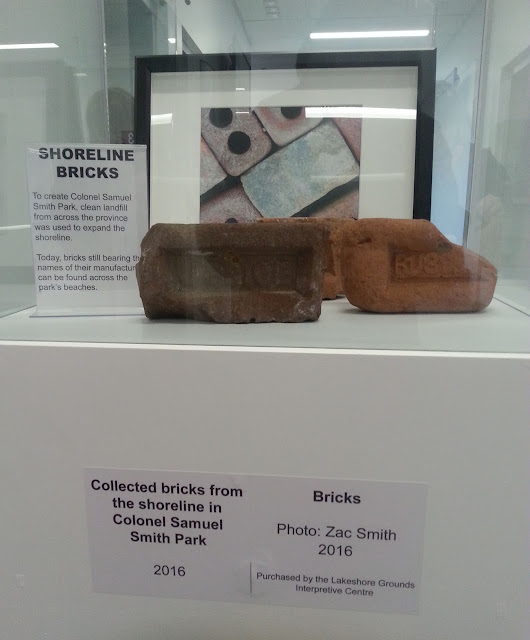 SHORELINE
BRICKS
To create Colonel Samuel
Smith Park, clean landfill
from across the province
was used to expand the
shoreline.
Today, bricks still bearing the
names of their manufactur
can be found across the
park's beaches.
Collected bricks from
the shoreline in
Colonel Samuel
Smith Park
2016
Bricks
Photo: Zac Smith
2016
Purchased by the Lakeshore Grounds
Interpretive Centre